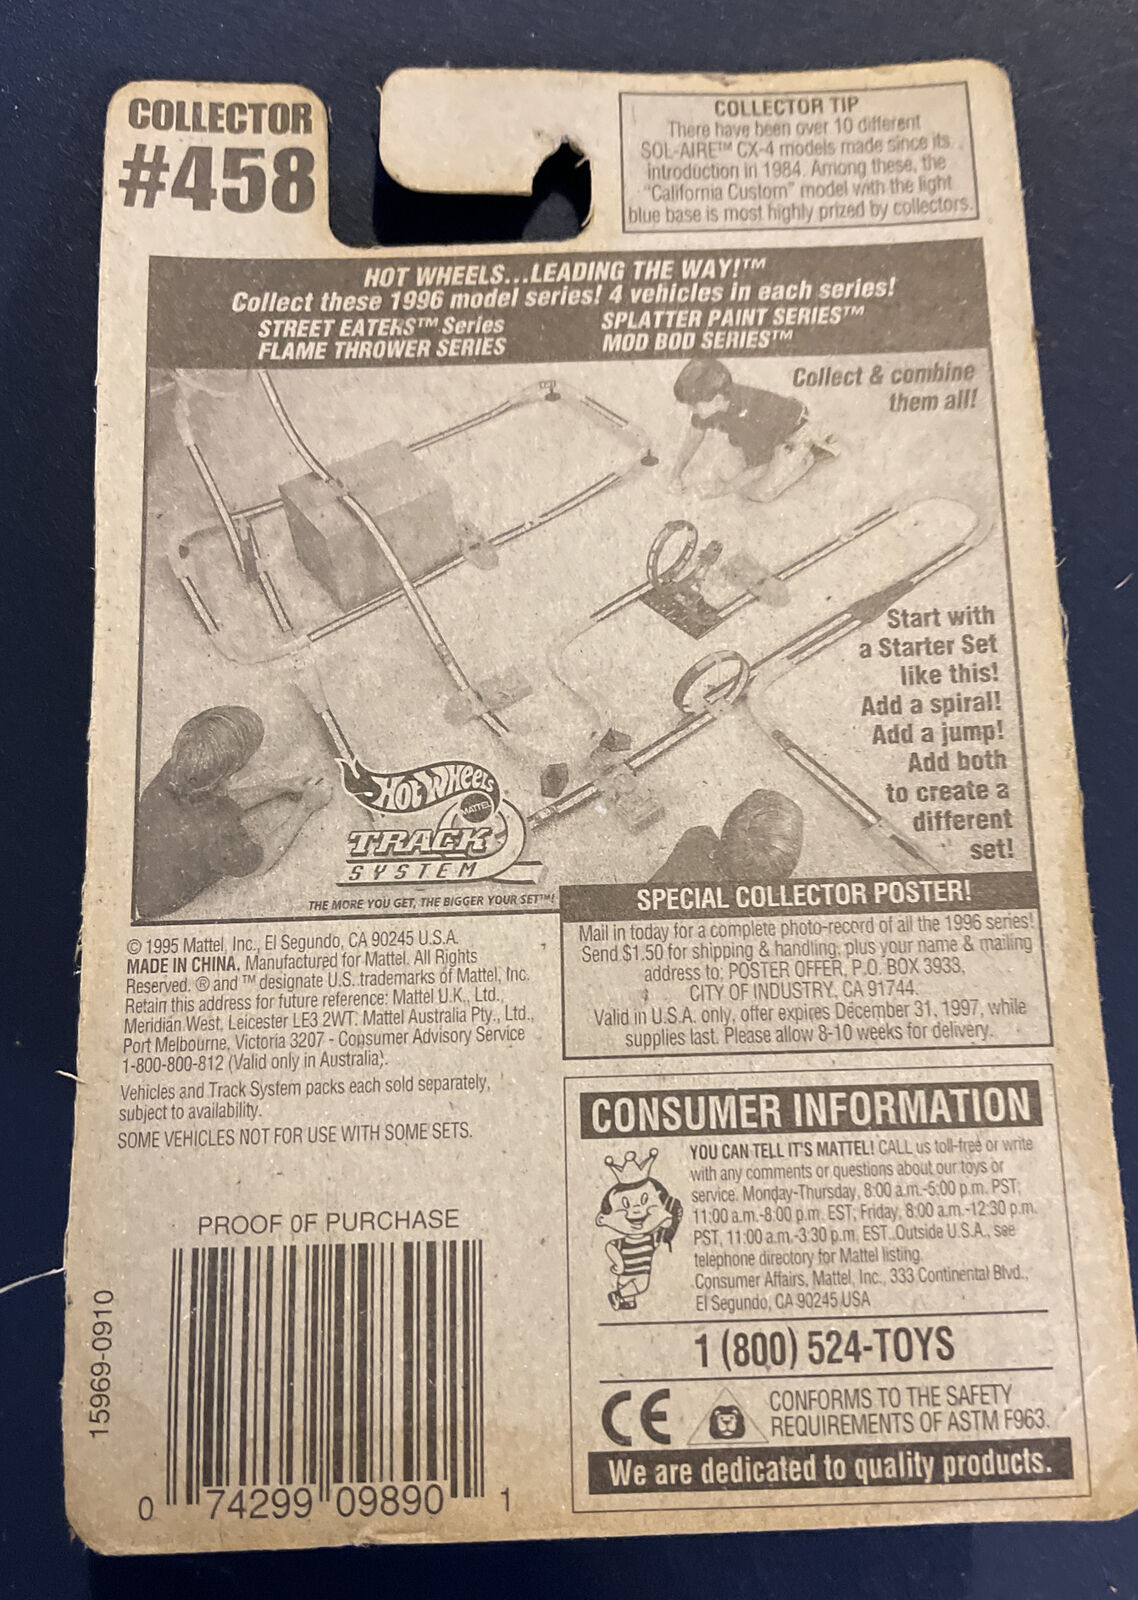 COLLECTOR
#458
COLLECTOR TIP
There have been over 10 different
SOL-AIRE™ CX-4 models made since its
introduction in 1984. Among these, the
"California Custom" model with the light
blue base is most highly prized by collectors.
HOT WHEELS...LEADING THE WAY!™
Collect these 1996 model series! 4 vehicles in each series!
STREET EATERS™ Series
FLAME THROWER SERIES
SPLATTER PAINT SERIES™
MOD BOD SERIES™
Collect & combine
them all!
Start with
a Starter Set
like this!
Add a spiral!
Add a jump!
Add both
to create a
different
set!
Hot Wheels
MATTEL
TRACK
SYSTEM
THE MORE YOU GET, THE BIGGER YOUR SET™!
SPECIAL COLLECTOR POSTER!
Mail in today for a complete photo-record of all the 1996 series!
Send $1.50 for shipping & handling, plus your name & mailing
address to: POSTER OFFER, P.O. BOX 3933,
CITY OF INDUSTRY, CA 91744.
Valid in U.S.A. only, offer expires December 31, 1997, while
supplies last. Please allow 8-10 weeks for delivery.
© 1995 Mattel, Inc., El Segundo, CA 90245 U.S.A.
MADE IN CHINA. Manufactured for Mattel. All Rights
Reserved. ® and ™ designate U.S. trademarks of Mattel, Inc.
Retain this address for future reference: Mattel U.K., Ltd.,
Meridian West, Leicester LE3 2WT. Mattel Australia Pty., Ltd.,
Port Melbourne, Victoria 3207 - Consumer Advisory Service
1-800-800-812 (Valid only in Australia).
Vehicles and Track System packs each sold separately,
subject to availability.
SOME VEHICLES NOT FOR USE WITH SOME SETS.
CONSUMER INFORMATION
YOU CAN TELL IT'S MATTEL! CALL us toll-free or write
with any comments or questions about our toys or
service. Monday-Thursday, 8:00 a.m.-5:00 p.m. PST;
11:00 a.m.-8:00 p.m. EST; Friday, 8:00 a.m.-12:30 p.m.
PST, 11:00 a.m.-3:30 p.m. EST. Outside U.S.A., see
telephone directory for Mattel listing.
Consumer Affairs, Mattel, Inc., 333 Continental Blvd.,
El Segundo, CA 90245 USA
1 (800) 524-TOYS
CE
CONFORMS TO THE SAFETY
REQUIREMENTS OF ASTM F963.
We are dedicated to quality products.
PROOF OF PURCHASE
15969-0910
0 74299 09890 1